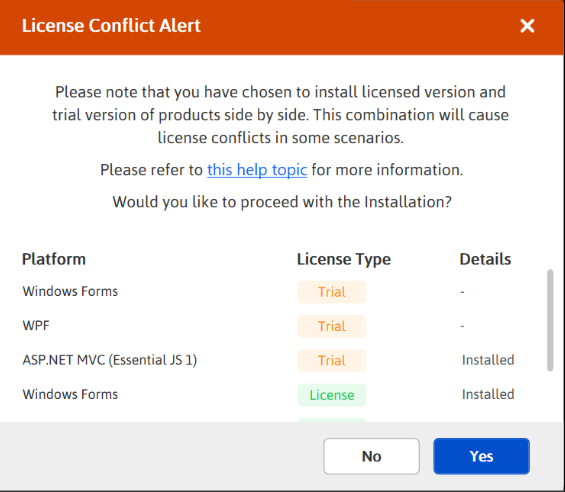 License Conflict Alert
Please note that you have chosen to install licensed version and
trial version of products side by side. This combination will cause
license conflicts in some scenarios.
Please refer to this help topic for more information.
Would you like to proceed with the Installation?
Platform License Type Details
Windows Forms Trial -
WPF Trial -
ASP.NET MVC (Essential JS 1) Trial Installed
Windows Forms License Installed
No Yes